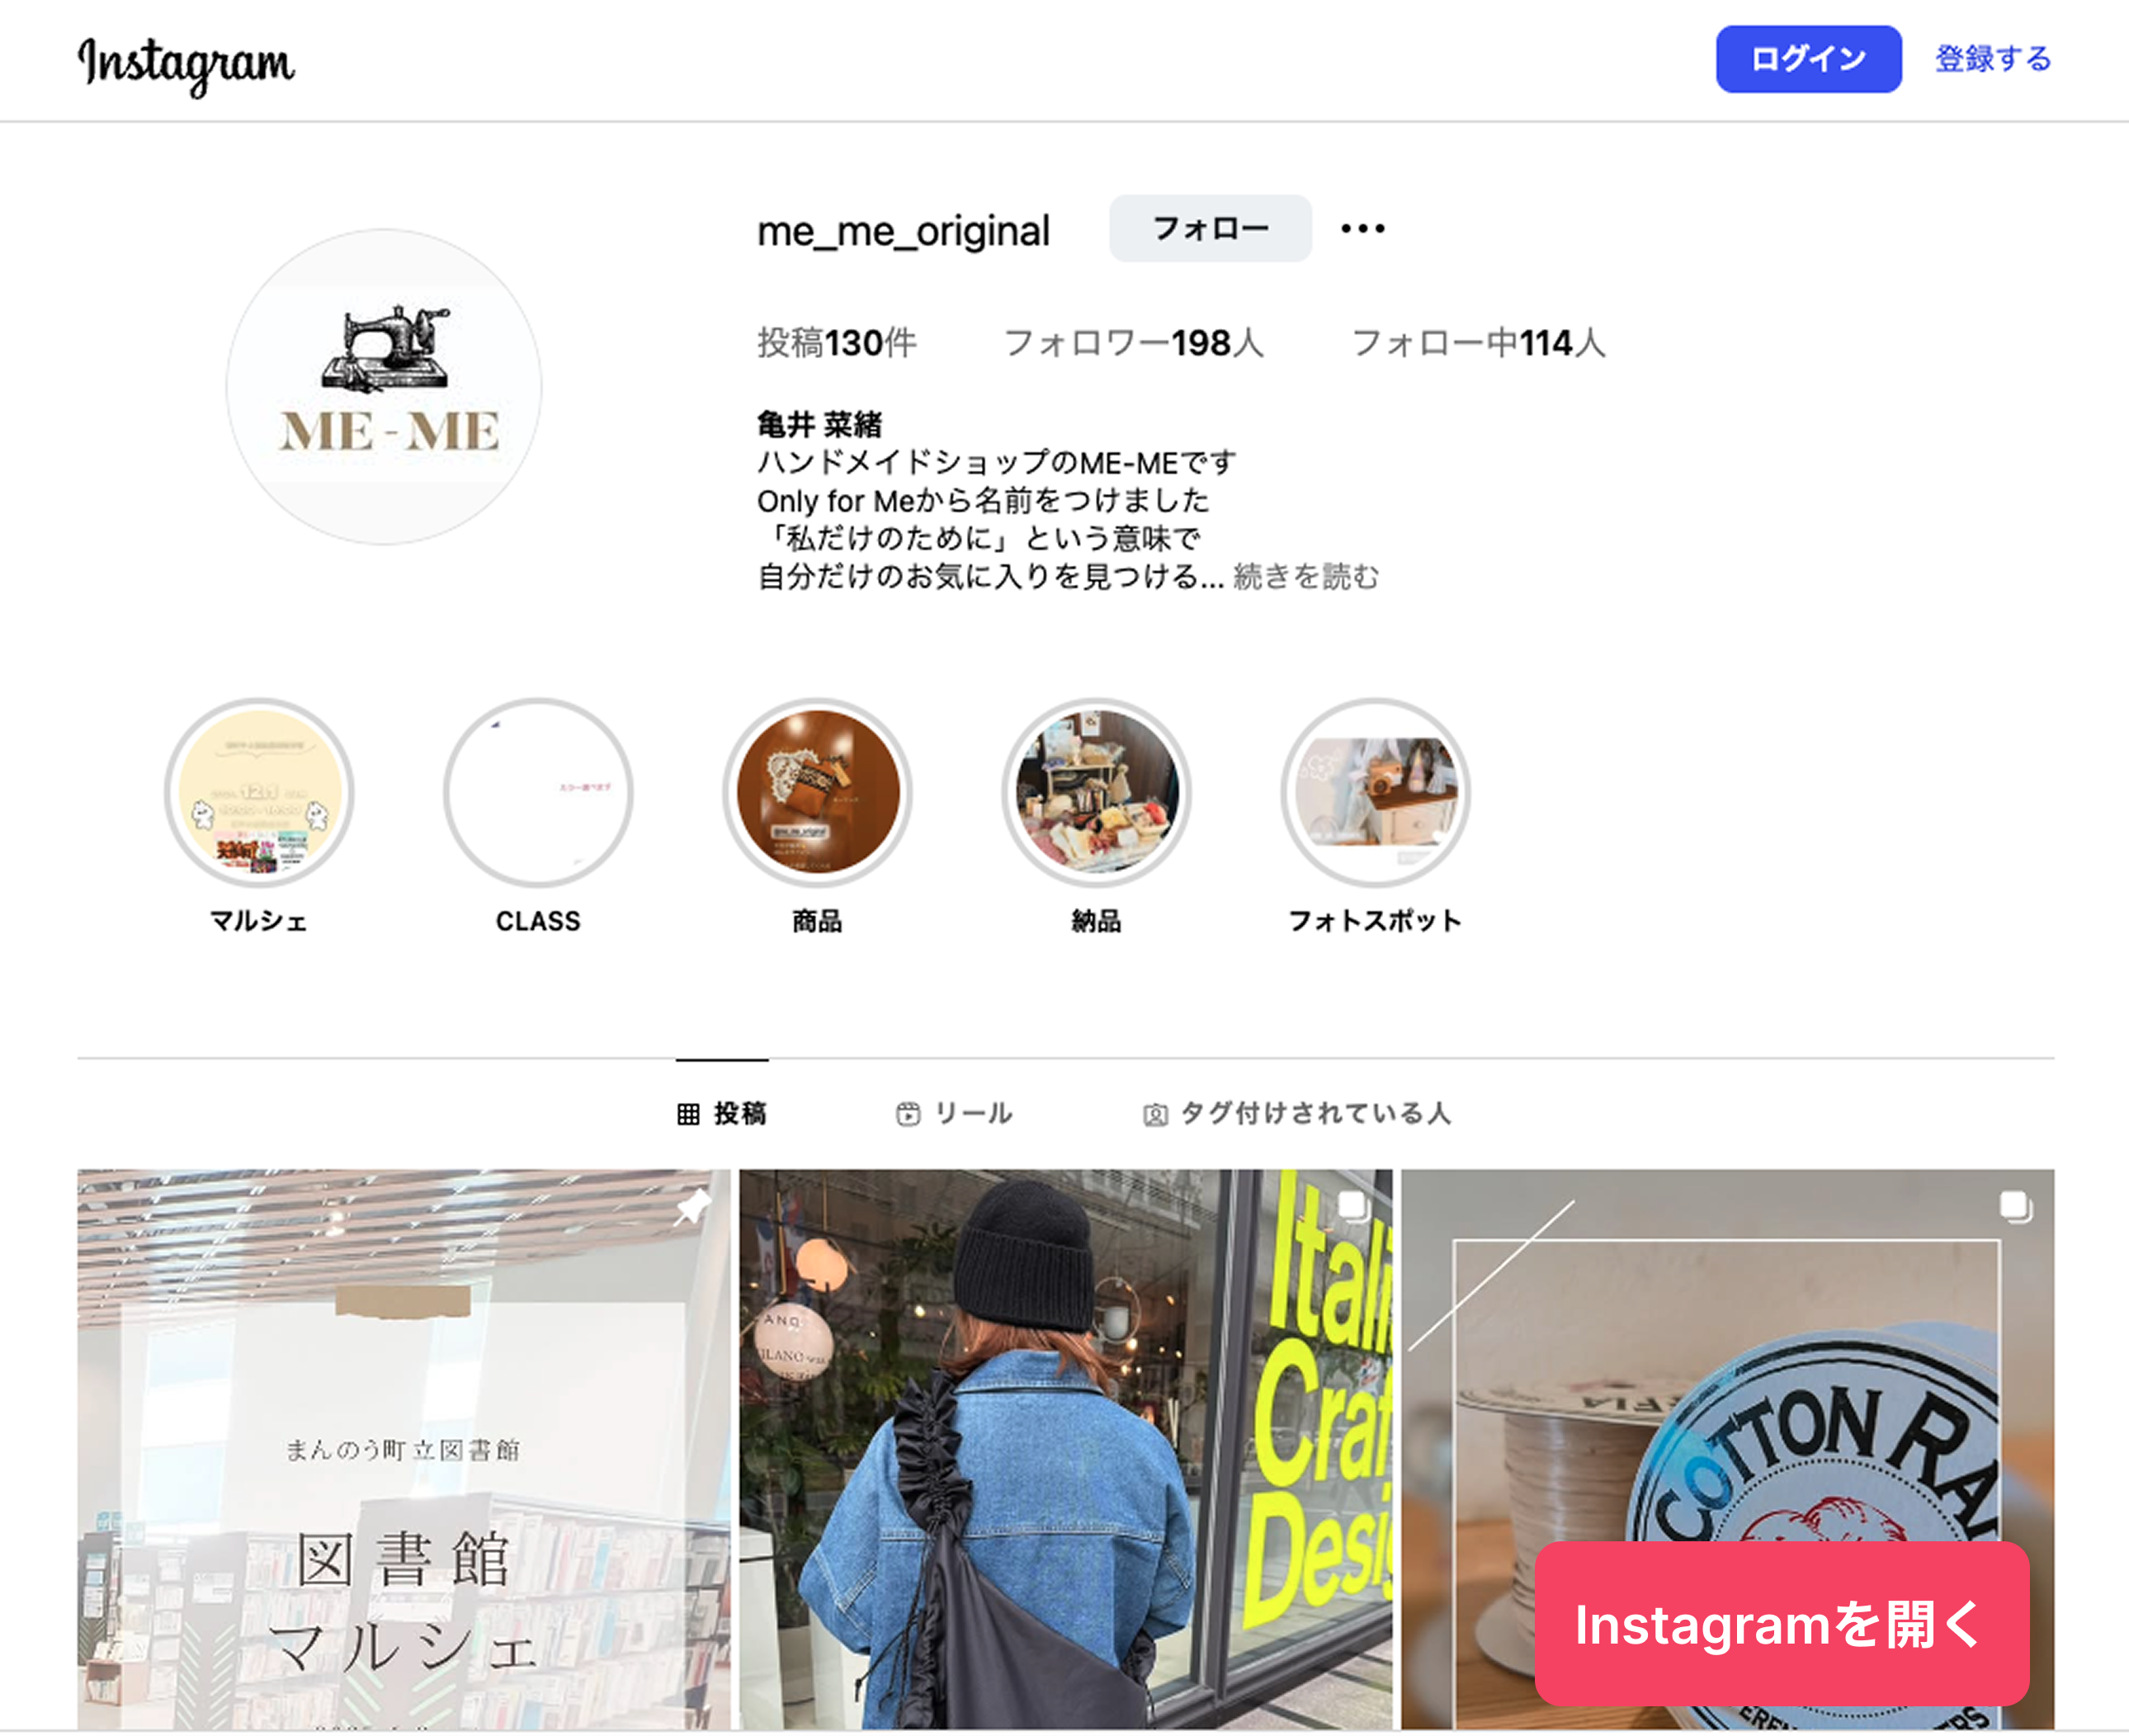 Instagram
ログイン
登録する
me_me_original
フォロー
投稿130件
フォロワー198人
フォロー中114人
ME-ME
亀井 菜緒
ハンドメイドショップのME-MEです
Only for Meから名前をつけました
「私だけのために」という意味で
自分だけのお気に入りを見つける... 続きを読む
マルシェ
CLASS
商品
納品
フォトスポット
投稿
リール
タグ付けされている人
まんのう町立図書館
図書館
マルシェ
Itali
Craf
Desi
COTTON RA
Instagramを開く